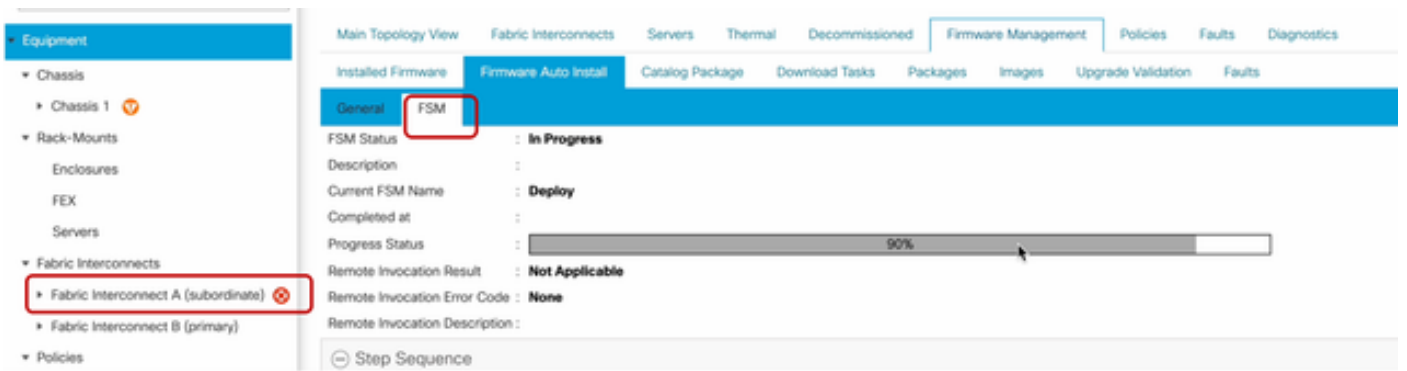 Equipment
Chassis
Chassis 1
Rack-Mounts
Enclosures
FEX
Servers
Fabric Interconnects
Fabric Interconnect A (subordinate)
Fabric Interconnect B (primary)
Policies
Main Topology View Fabric Interconnects Servers Thermal Decommissioned Firmware Management Policies Faults Diagnostics
Installed Firmware Firmware Auto Install Catalog Package Download Tasks Packages Images Upgrade Validation Faults
General FSM
FSM Status : In Progress
Description :
Current FSM Name : Deploy
Completed at :
Progress Status : 90%
Remote Invocation Result : Not Applicable
Remote Invocation Error Code : None
Remote Invocation Description :
Step Sequence